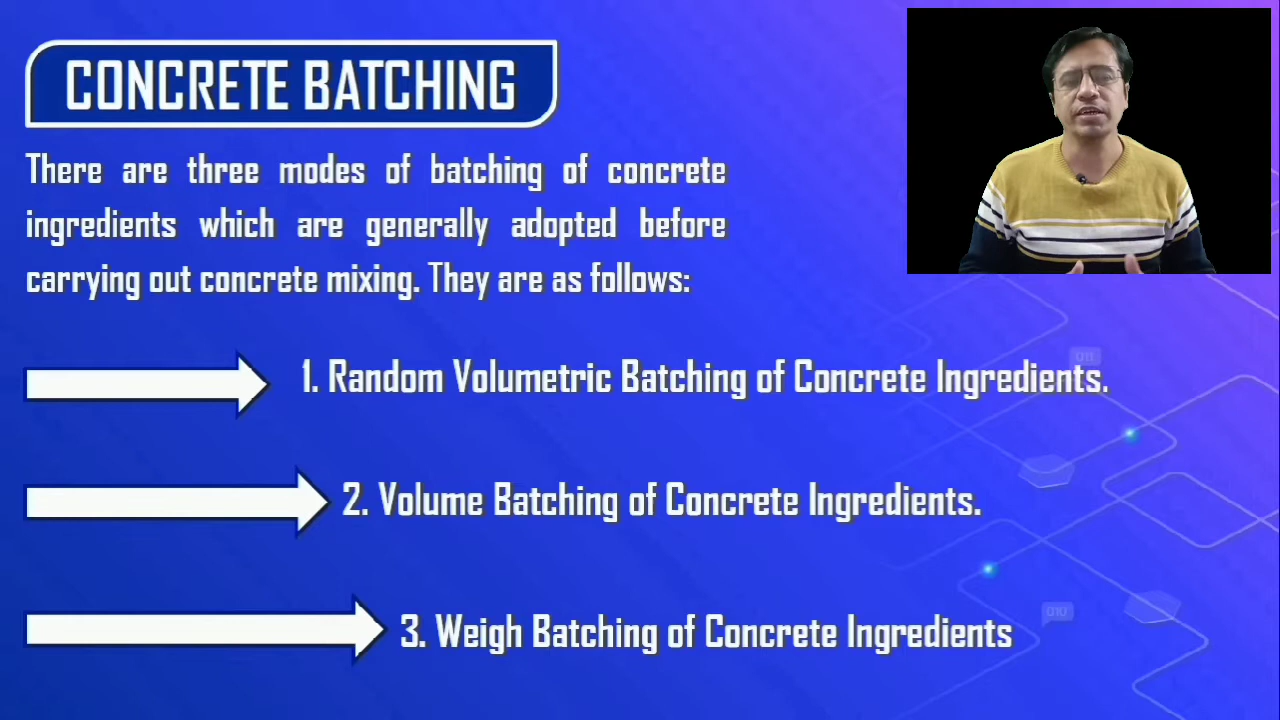 CONCRETE BATCHING
There are three modes of batching of concrete
ingredients which are generally adopted before
carrying out concrete mixing. They are as follows:
1. Random Volumetric Batching of Concrete Ingredients.
011
2. Volume Batching of Concrete Ingredients.
010
3. Weigh Batching of Concrete Ingredients